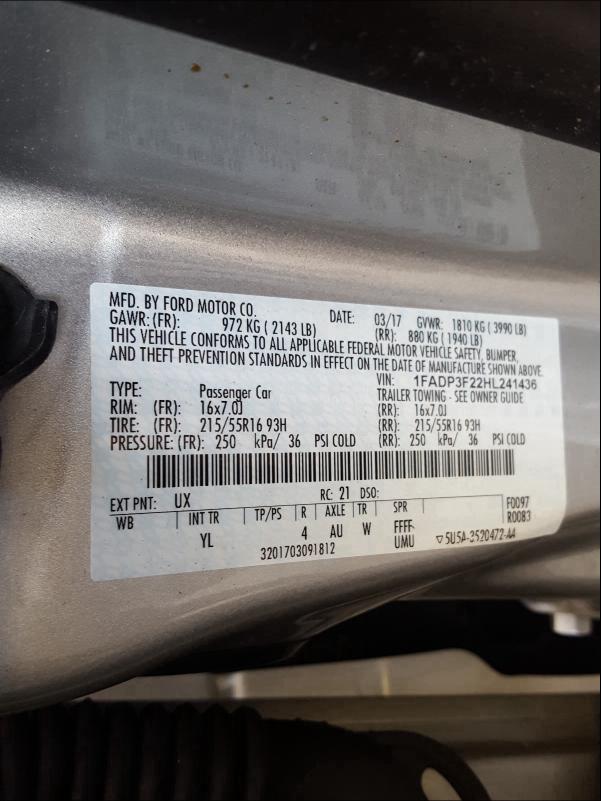 MFD. BY FORD MOTOR CO. DATE: 03/17 GVWR: 1810 KG ( 3990 LB)
GAWR:(FR): 972 KG ( 2143 LB) (RR): 880 KG ( 1940 LB)
THIS VEHICLE CONFORMS TO ALL APPLICABLE FEDERAL MOTOR VEHICLE SAFETY, BUMPER,
AND THEFT PREVENTION STANDARDS IN EFFECT ON THE DATE OF MANUFACTURE SHOWN ABOVE.
VIN: 1FADP3F22HL241436
TYPE: Passenger Car TRAILER TOWING - SEE OWNER GUIDE
RIM: (FR): 16x7.0J (RR): 16x7.0J
TIRE: (FR): 215/55R16 93H (RR): 215/55R16 93H
PRESSURE: (FR): 250 kPa/ 36 PSI COLD (RR): 250 kPa/ 36 PSI COLD
EXT PNT: UX RC: 21 DSO: F0097
WB INT TR TP/PS R AXLE TR SPR R0083
YL 4 AU W FFFF-
3201703091812 UMU ▽5U5A-3520472-AA